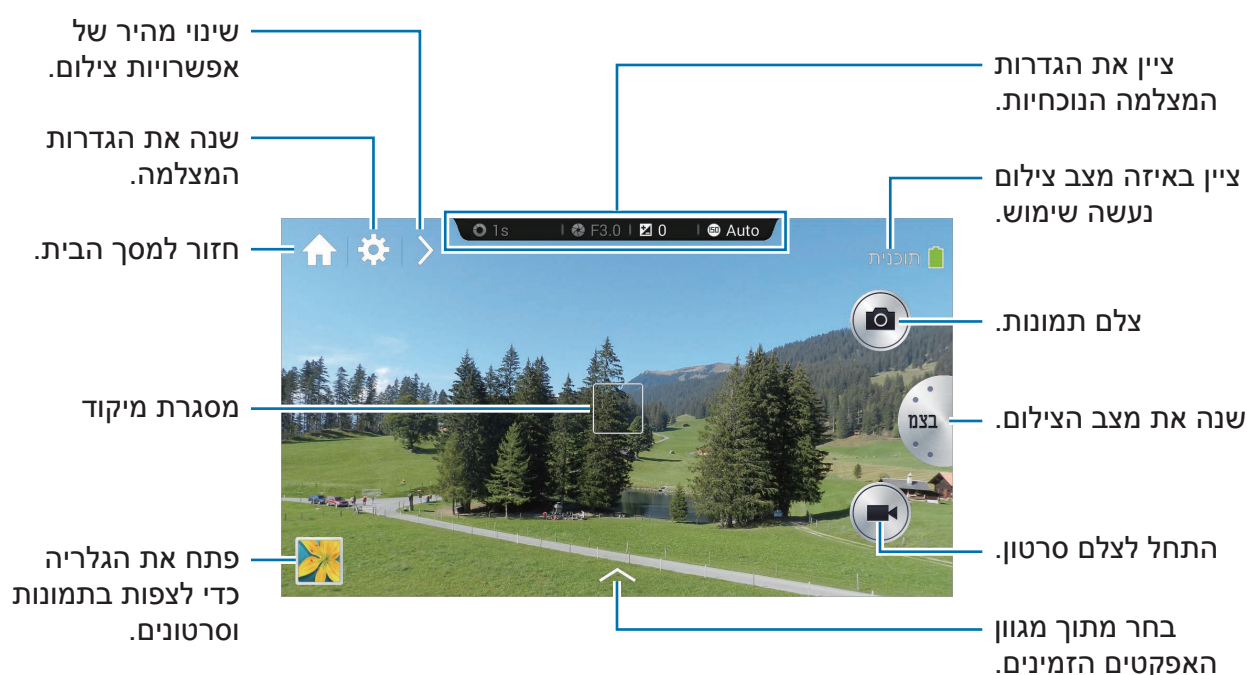 שינוי מהיר של
אפשרויות צילום.
ציין את הגדרות
המצלמה הנוכחיות.
שנה את הגדרות
המצלמה.
ציין באיזה מצב צילום
נעשה שימוש.
1s F3.0 0 ISO Auto
תוכנית
חזור למסך הבית.
צלם תמונות.
מסגרת מיקוד
שנה את מצב הצילום.
בצמ
התחל לצלם סרטון.
פתח את הגלריה
כדי לצפות בתמונות
וסרטונים.
בחר מתוך מגוון
האפקטים הזמינים.